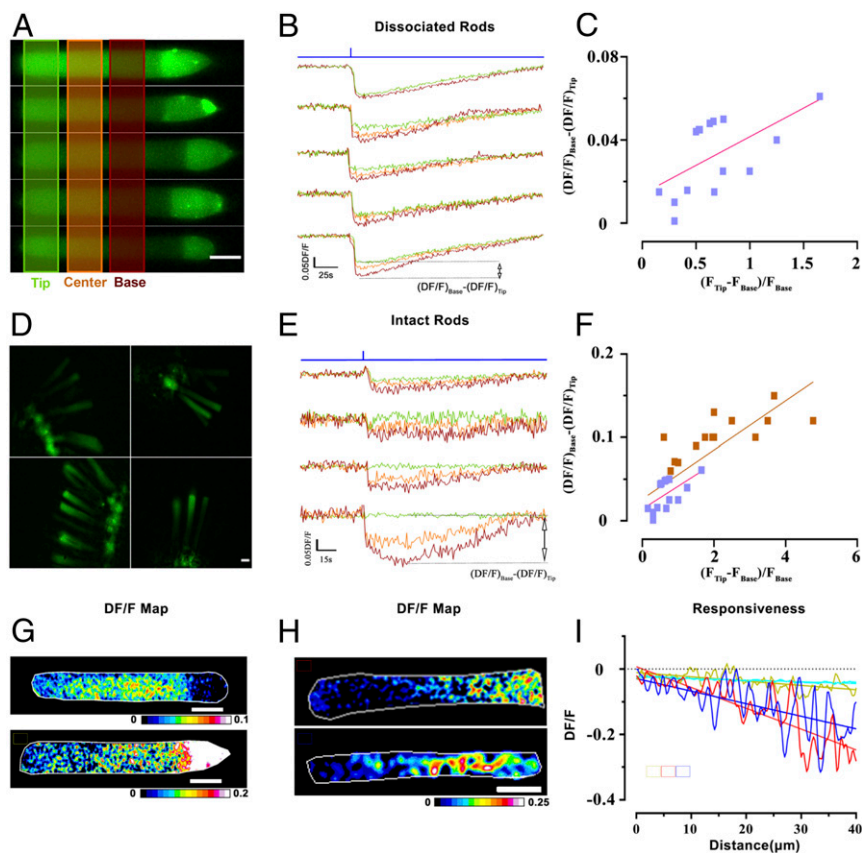 A
Tip Center Base
B
Dissociated Rods
0.05DF/F
25s
(DF/F)Base-(DF/F)Tip
C
(DF/F)Base-(DF/F)Tip
0.08
0.04
0
0 0.5 1 1.5 2
(FTip-FBase)/FBase
D
E
Intact Rods
0.05DF/F
15s
(DF/F)Base-(DF/F)Tip
F
(DF/F)Base-(DF/F)Tip
0.2
0.1
0
0 2 4 6
(FTip-FBase)/FBase
DF/F Map
G
0 0.1
0 0.2
DF/F Map
H
0 0.25
Responsiveness
I
DF/F
0
-0.2
-0.4
0 10 20 30 40
Distance(μm)